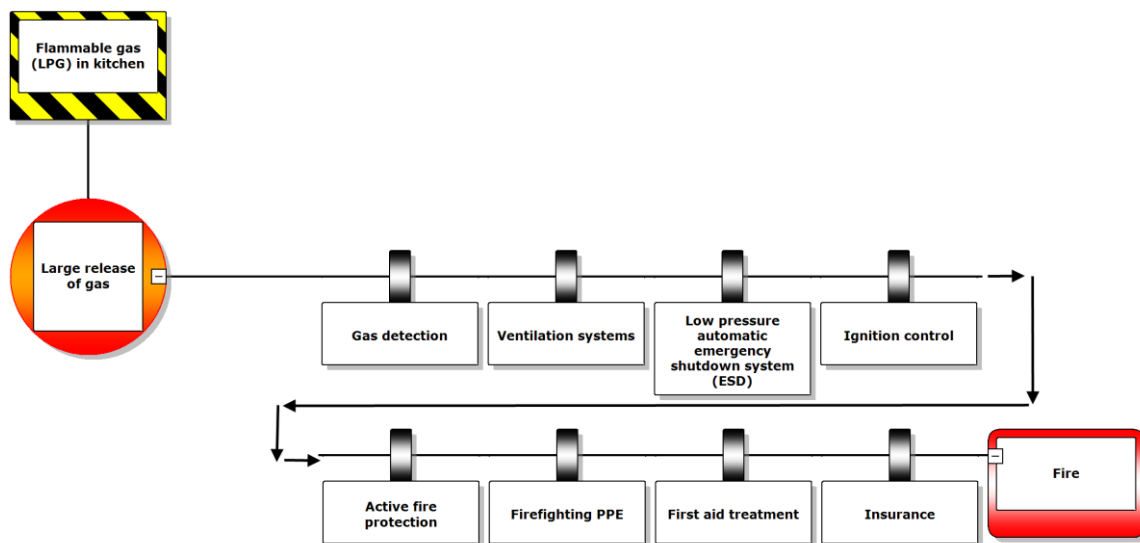 Flammable gas
(LPG) in kitchen
Large release
of gas
Gas detection
Ventilation systems
Low pressure
automatic
emergency
shutdown system
(ESD)
Ignition control
Active fire
protection
Firefighting PPE
First aid treatment
Insurance
Fire